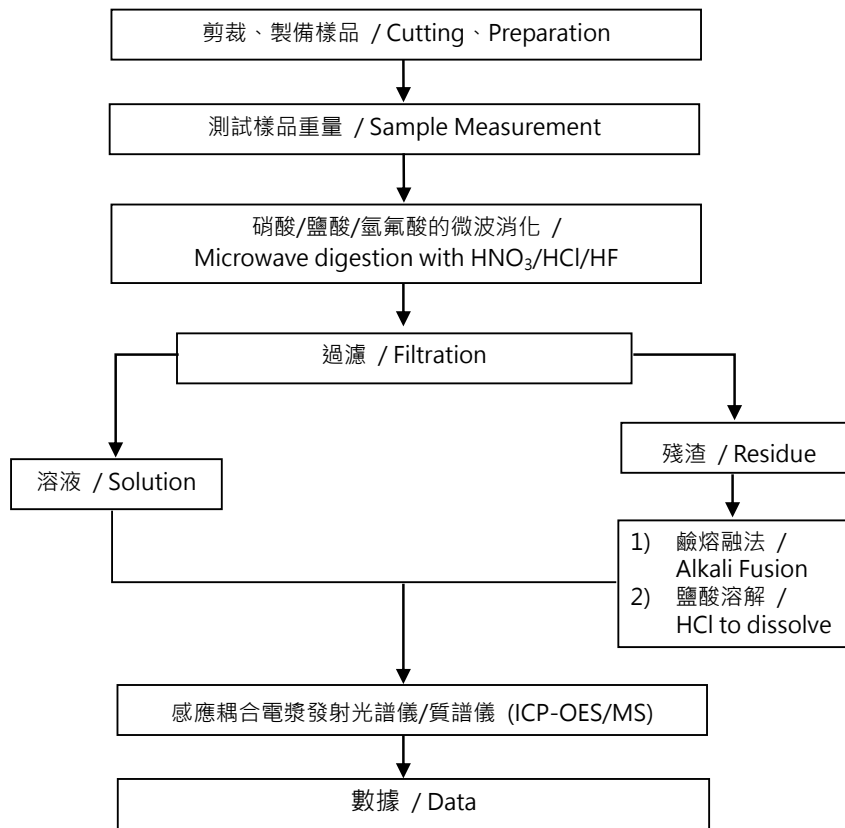 剪裁、製備樣品 / Cutting、Preparation
測試樣品重量 / Sample Measurement
硝酸/鹽酸/氫氟酸的微波消化 /
Microwave digestion with HNO₃/HCl/HF
過濾 / Filtration
溶液 / Solution
殘渣 / Residue
1) 鹼熔融法 /
Alkali Fusion
2) 鹽酸溶解 /
HCl to dissolve
感應耦合電漿發射光譜儀/質譜儀 (ICP-OES/MS)
數據 / Data